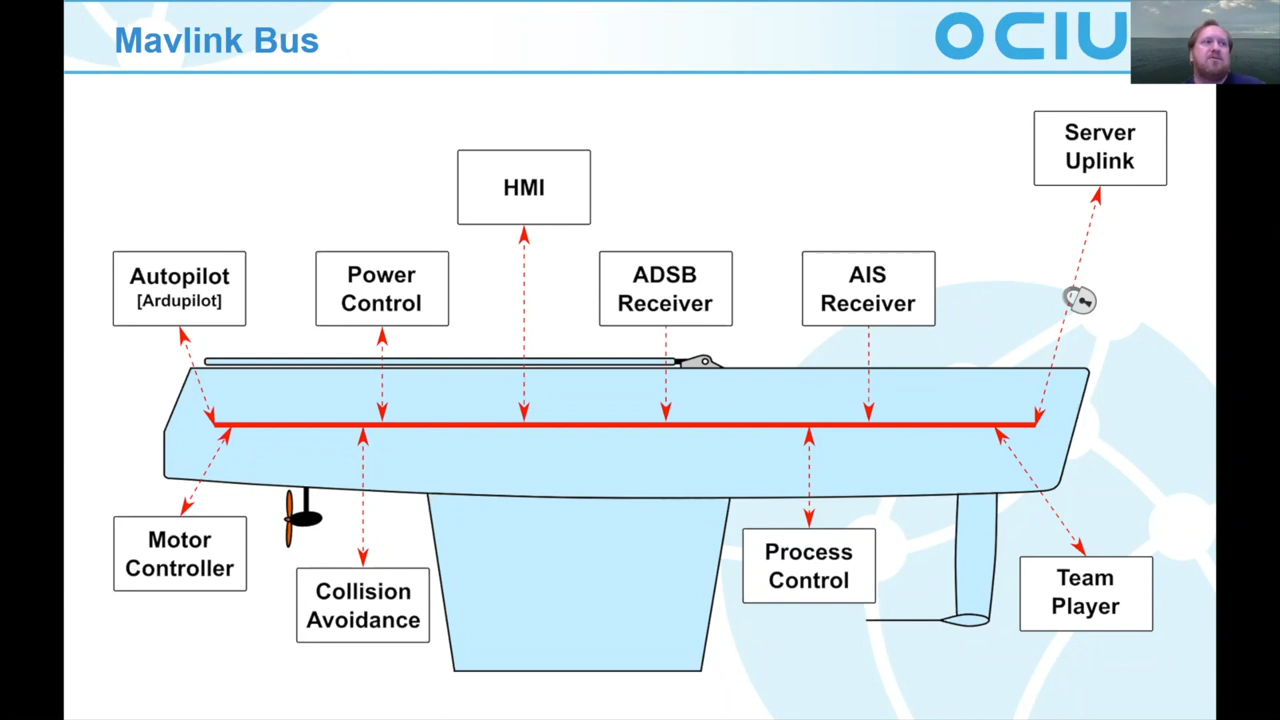 Mavlink Bus
OCIU
Server
Uplink
HMI
Autopilot
[Ardupilot]
Power
Control
ADSB
Receiver
AIS
Receiver
Motor
Controller
Collision
Avoidance
Process
Control
Team
Player